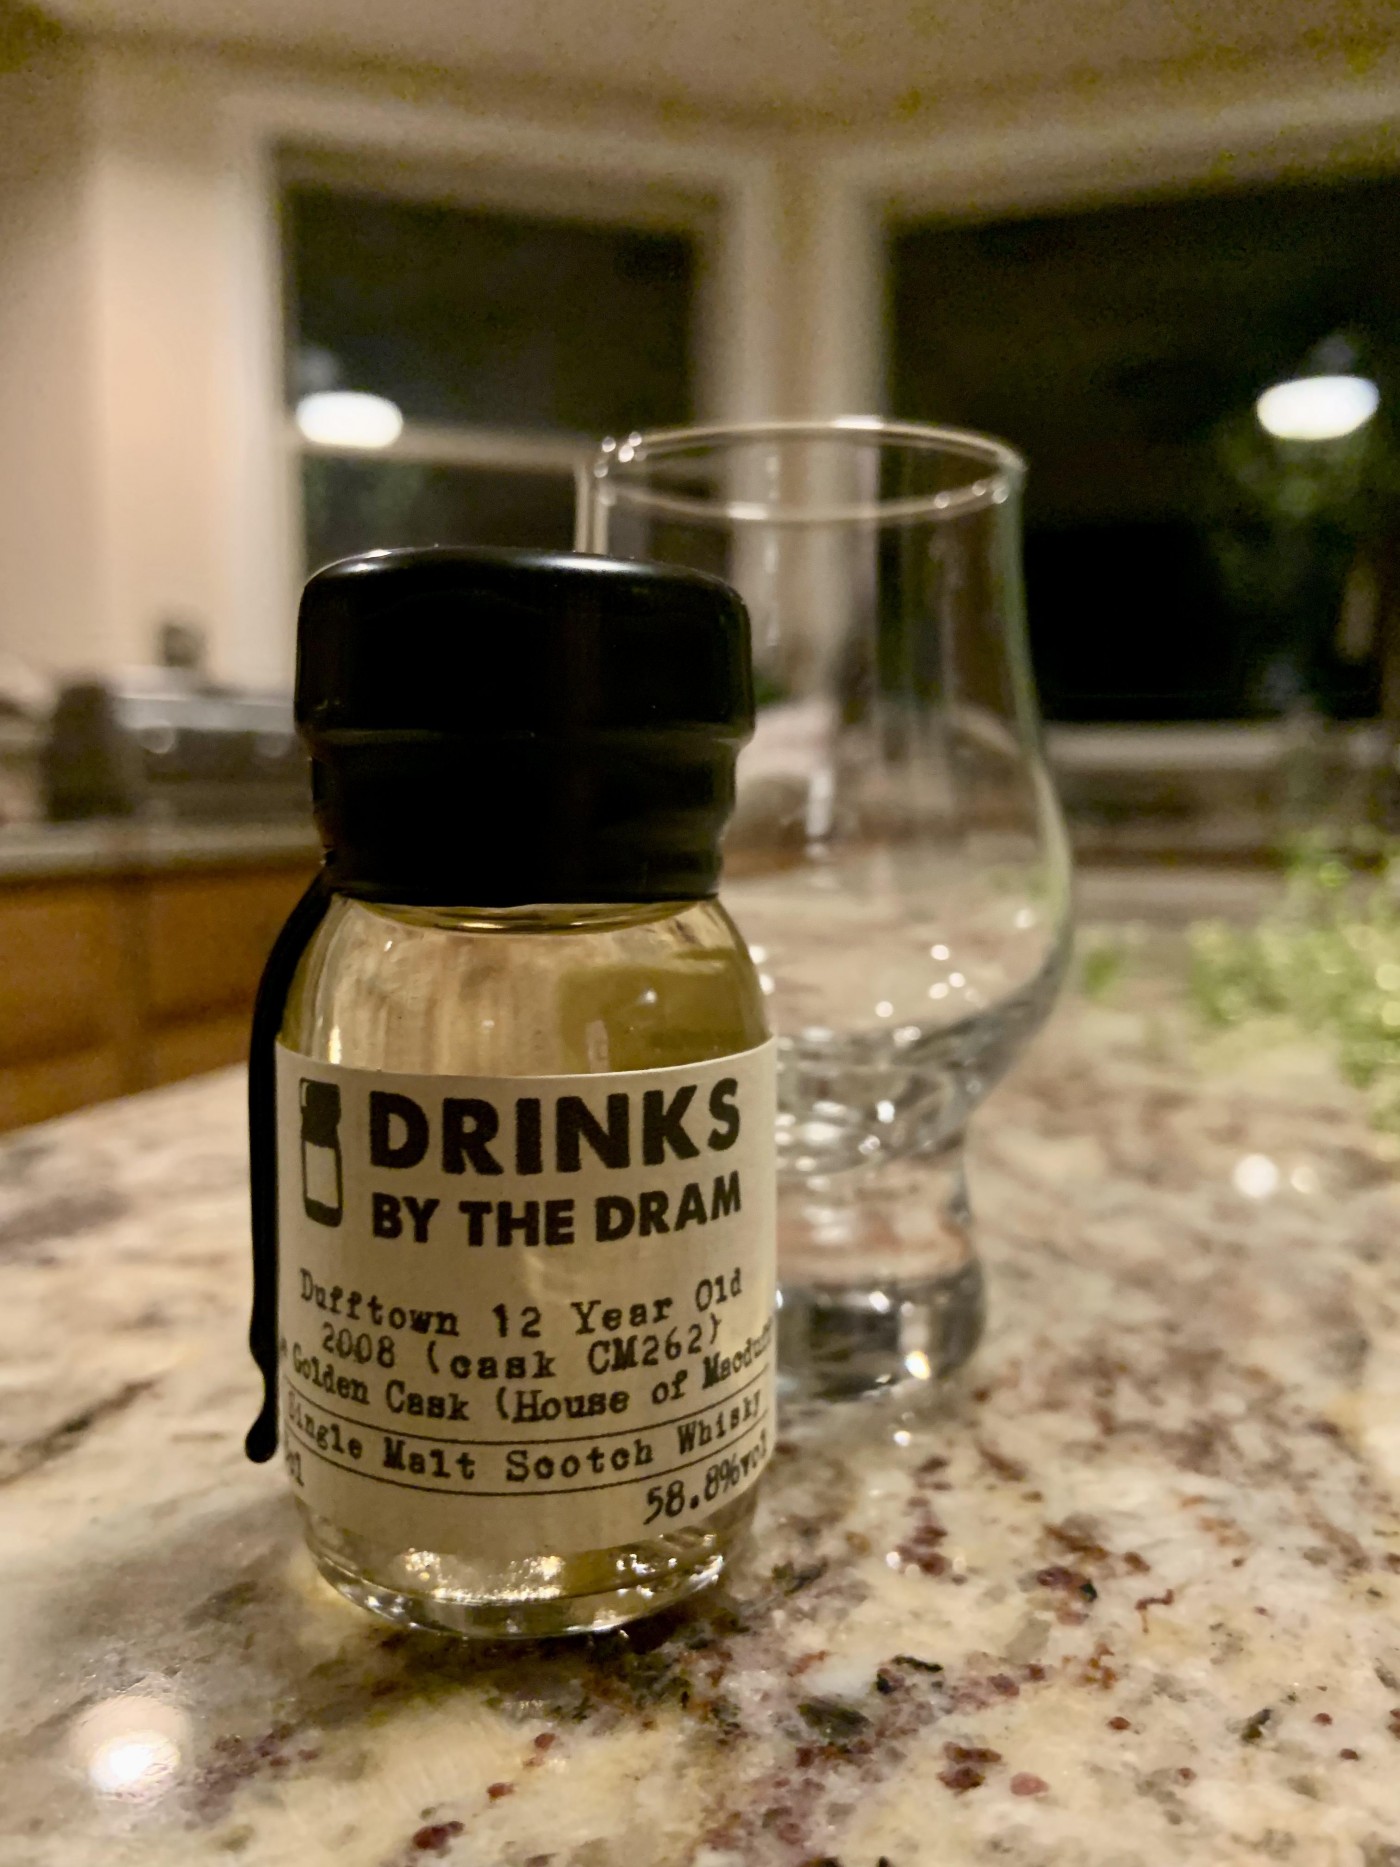 DRINKS
BY THE DRAM
Dufftown 12 Year Old
2008 (cask CM262)
Golden Cask (House of
Single Malt Scotch Whisky
58.8%vol